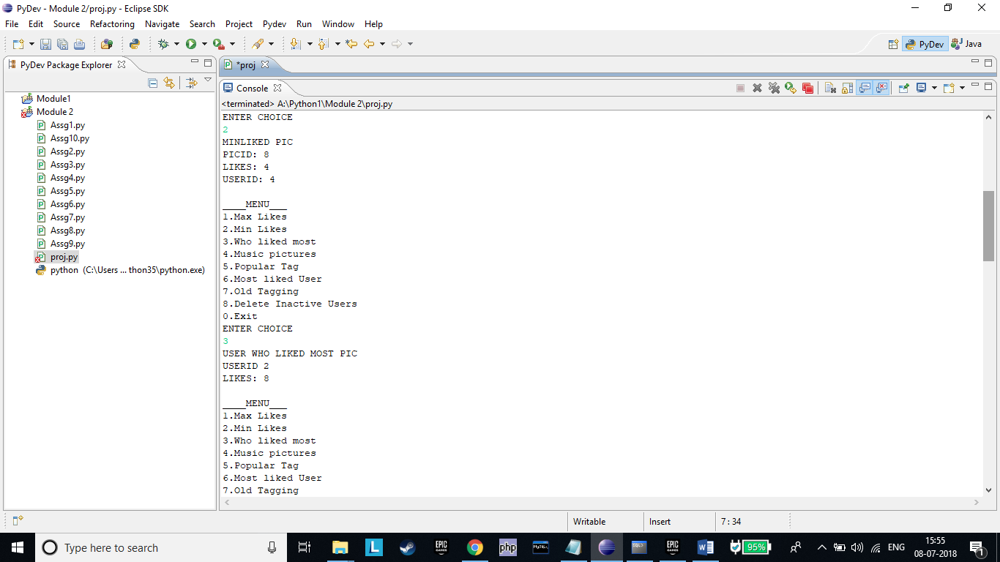 PyDev - Module 2/proj.py - Eclipse SDK
File Edit Source Refactoring Navigate Search Project Pydev Run Window Help
PyDev Java
PyDev Package Explorer
*proj
Module1
Module 2
Assg1.py
Assg10.py
Assg2.py
Assg3.py
Assg4.py
Assg5.py
Assg6.py
Assg7.py
Assg8.py
Assg9.py
proj.py
python (C:\Users ... thon35\python.exe)
Console
<terminated> A:\Python1\Module 2\proj.py
ENTER CHOICE
2
MINLIKED PIC
PICID: 8
LIKES: 4
USERID: 4
____MENU___
1.Max Likes
2.Min Likes
3.Who liked most
4.Music pictures
5.Popular Tag
6.Most liked User
7.Old Tagging
8.Delete Inactive Users
0.Exit
ENTER CHOICE
3
USER WHO LIKED MOST PIC
USERID 2
LIKES: 8
____MENU___
1.Max Likes
2.Min Likes
3.Who liked most
4.Music pictures
5.Popular Tag
6.Most liked User
7.Old Tagging
Writable Insert 7 : 34
Type here to search
L
EPIC GAMES
php
MySQL
SQL>
EPIC GAMES
W
95%
ENG
15:55
08-07-2018
1